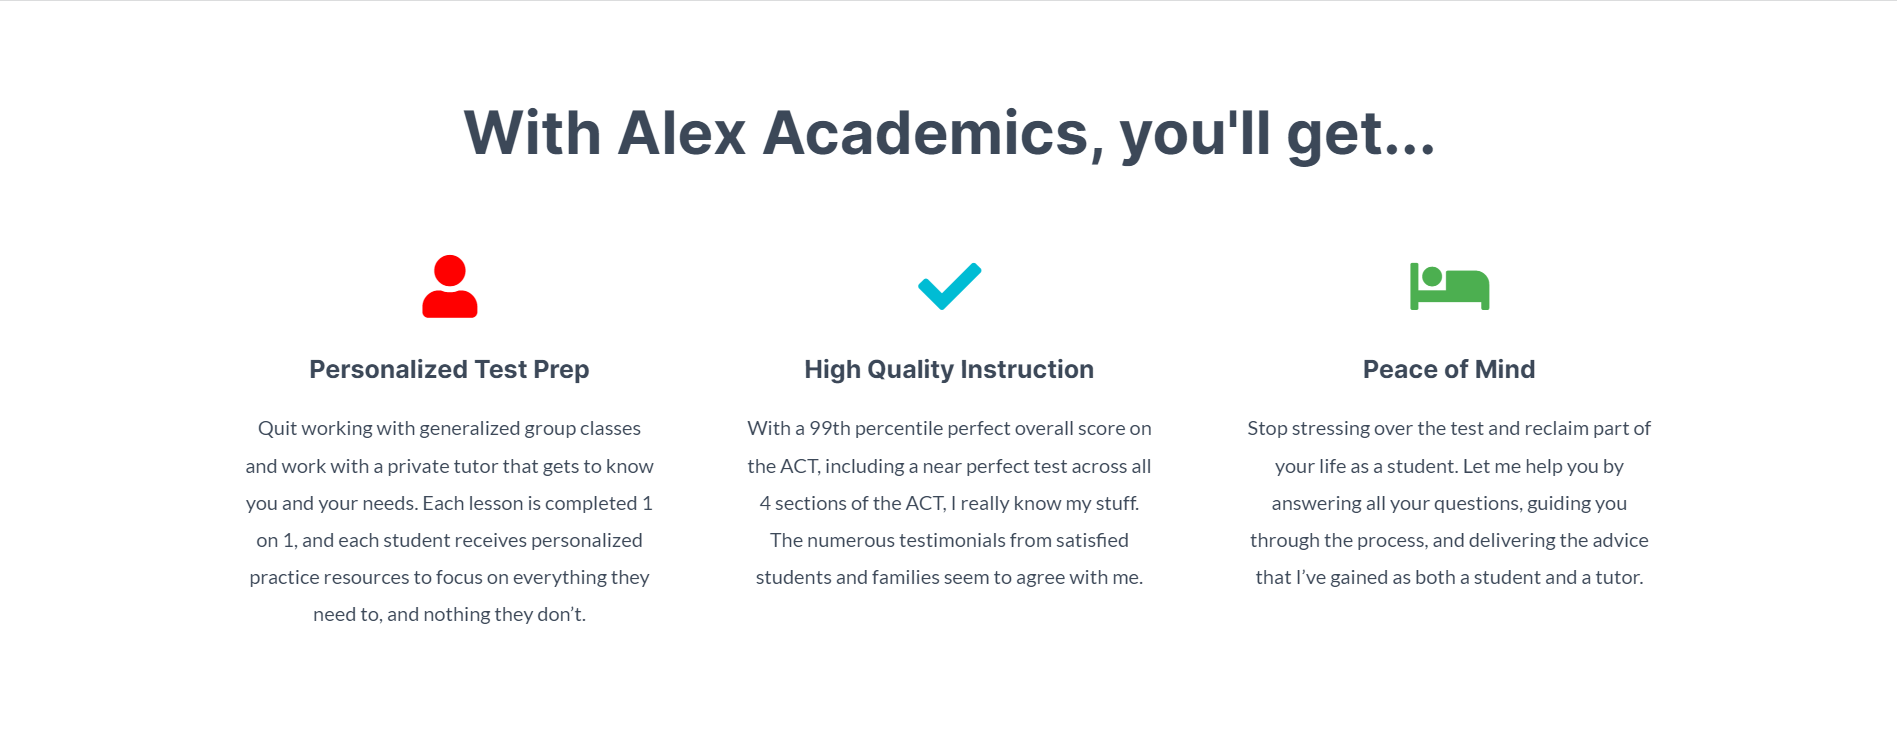 With Alex Academics, you'll get...
Personalized Test Prep
Quit working with generalized group classes
and work with a private tutor that gets to know
you and your needs. Each lesson is completed 1
on 1, and each student receives personalized
practice resources to focus on everything they
need to, and nothing they don’t.
High Quality Instruction
With a 99th percentile perfect overall score on
the ACT, including a near perfect test across all
4 sections of the ACT, I really know my stuff.
The numerous testimonials from satisfied
students and families seem to agree with me.
Peace of Mind
Stop stressing over the test and reclaim part of
your life as a student. Let me help you by
answering all your questions, guiding you
through the process, and delivering the advice
that I’ve gained as both a student and a tutor.